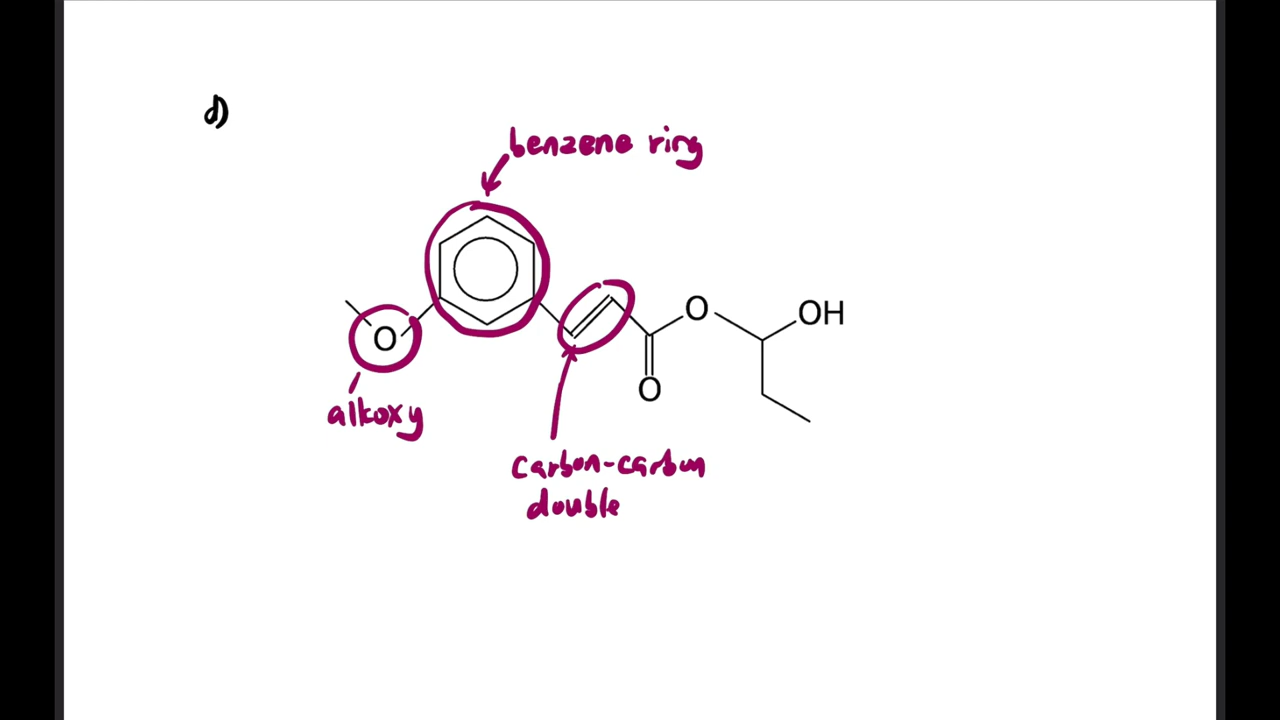 d)
benzene ring
O
O
OH
O
alkoxy
carbon-carbon
double